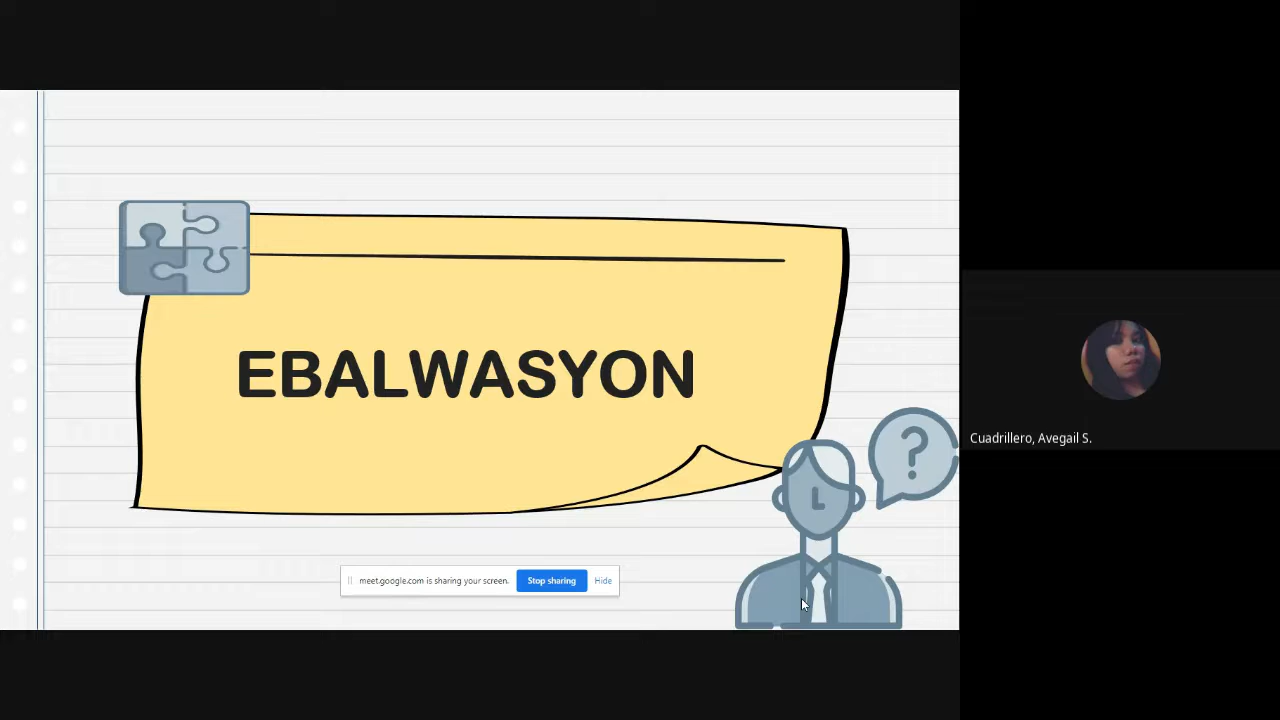 EBALWASYON
?
meet.google.com is sharing your screen.
Stop sharing
Hide
Cuadrillero, Avegail S.